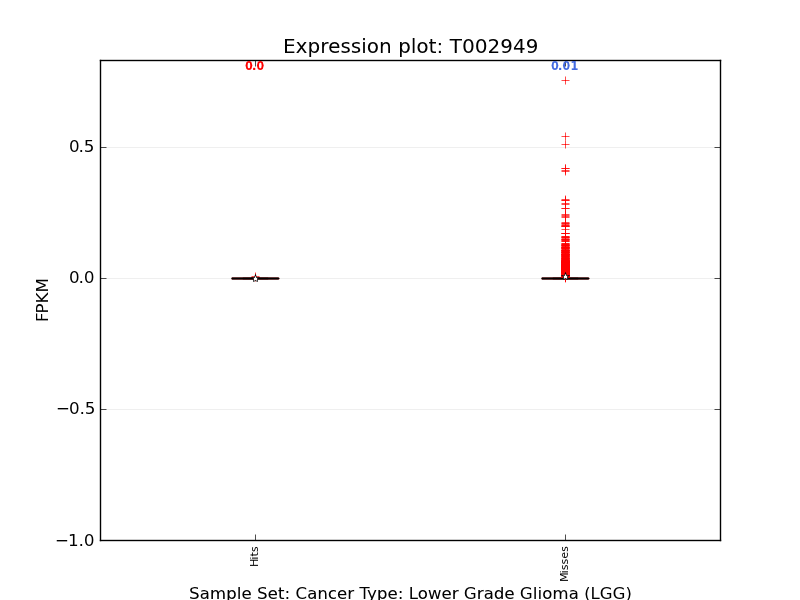 Expression plot: T002949
0.0
0.01
0.5
0.0
−0.5
−1.0
FPKM
Hits
Misses
Sample Set: Cancer Type: Lower Grade Glioma (LGG)